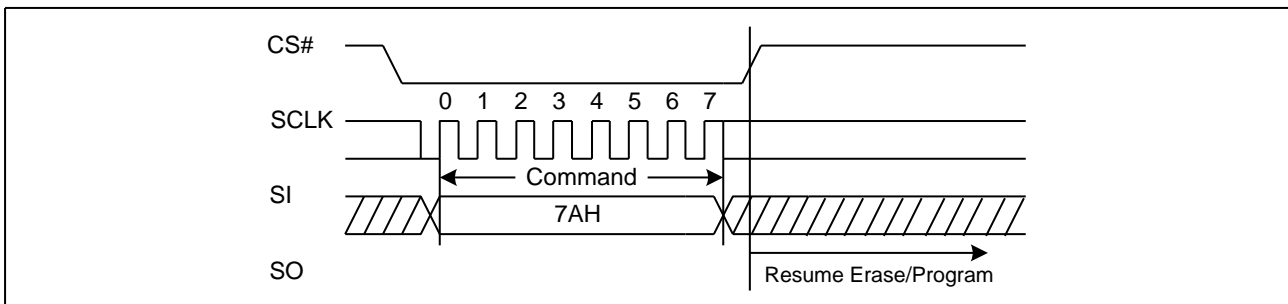 CS#
0 1 2 3 4 5 6 7
SCLK
Command
SI
7AH
SO
Resume Erase/Program